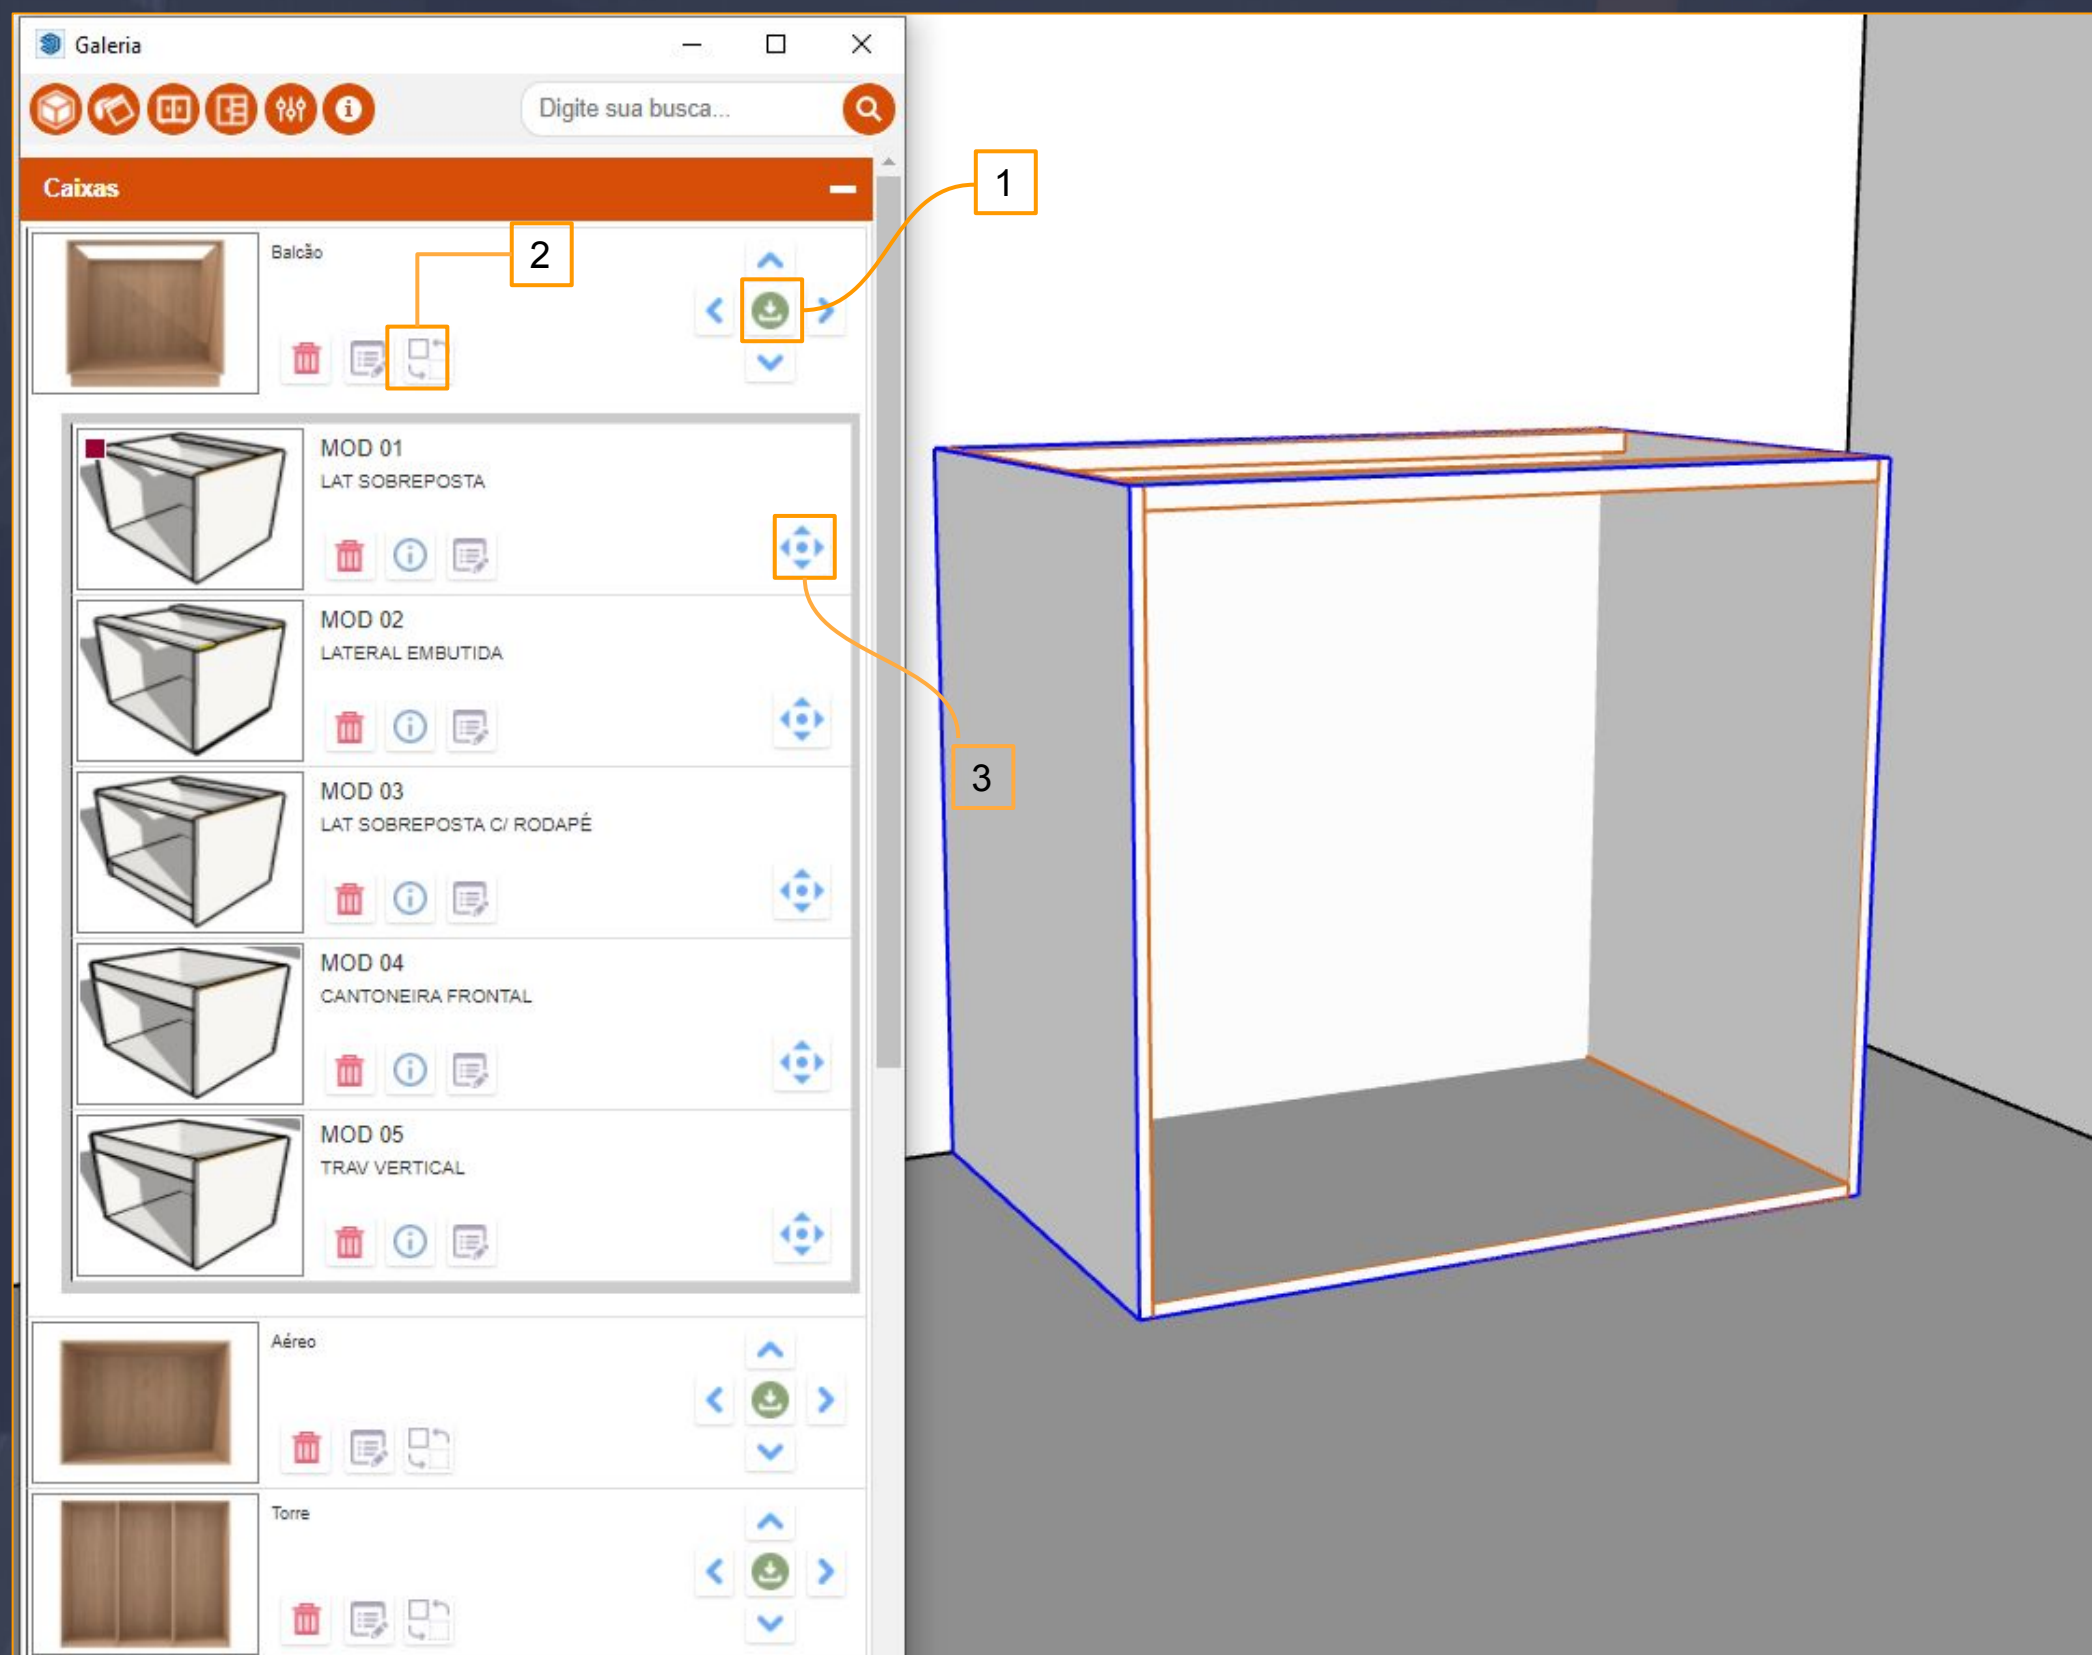 Galeria
Digite sua busca...
Caixas
1
Balcão
2
MOD 01
LAT SOBREPOSTA
MOD 02
LATERAL EMBUTIDA
3
MOD 03
LAT SOBREPOSTA C/ RODAPÉ
MOD 04
CANTONEIRA FRONTAL
MOD 05
TRAV VERTICAL
Aéreo
Torre